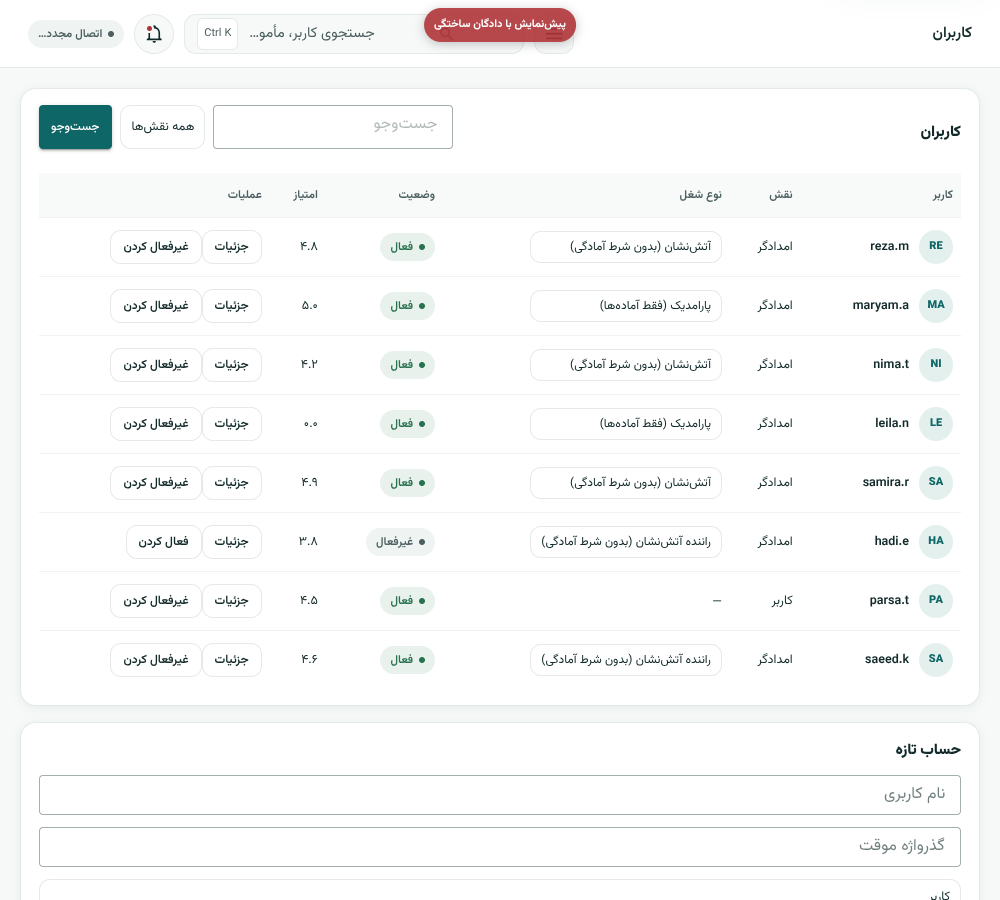 کاربران
پیش‌نمایش با دادگان ساختگی
جستجوی کاربر، مأمو...
Ctrl K
اتصال مجدد...
کاربران
جست‌وجو
همه نقش‌ها
جست‌وجو
کاربر نقش نوع شغل وضعیت امتیاز عملیات
RE reza.m امدادگر آتش‌نشان (بدون شرط آمادگی) فعال ۴.۸ جزئیات غیرفعال کردن
MA maryam.a امدادگر پارامدیک (فقط آماده‌ها) فعال ۵.۰ جزئیات غیرفعال کردن
NI nima.t امدادگر آتش‌نشان (بدون شرط آمادگی) فعال ۴.۲ جزئیات غیرفعال کردن
LE leila.n امدادگر پارامدیک (فقط آماده‌ها) فعال ۰.۰ جزئیات غیرفعال کردن
SA samira.r امدادگر آتش‌نشان (بدون شرط آمادگی) فعال ۴.۹ جزئیات غیرفعال کردن
HA hadi.e امدادگر راننده آتش‌نشان (بدون شرط آمادگی) غیرفعال ۳.۸ جزئیات فعال کردن
PA parsa.t کاربر — فعال ۴.۵ جزئیات غیرفعال کردن
SA saeed.k امدادگر راننده آتش‌نشان (بدون شرط آمادگی) فعال ۴.۶ جزئیات غیرفعال کردن
حساب تازه
نام کاربری
گذرواژه موقت
کاربر